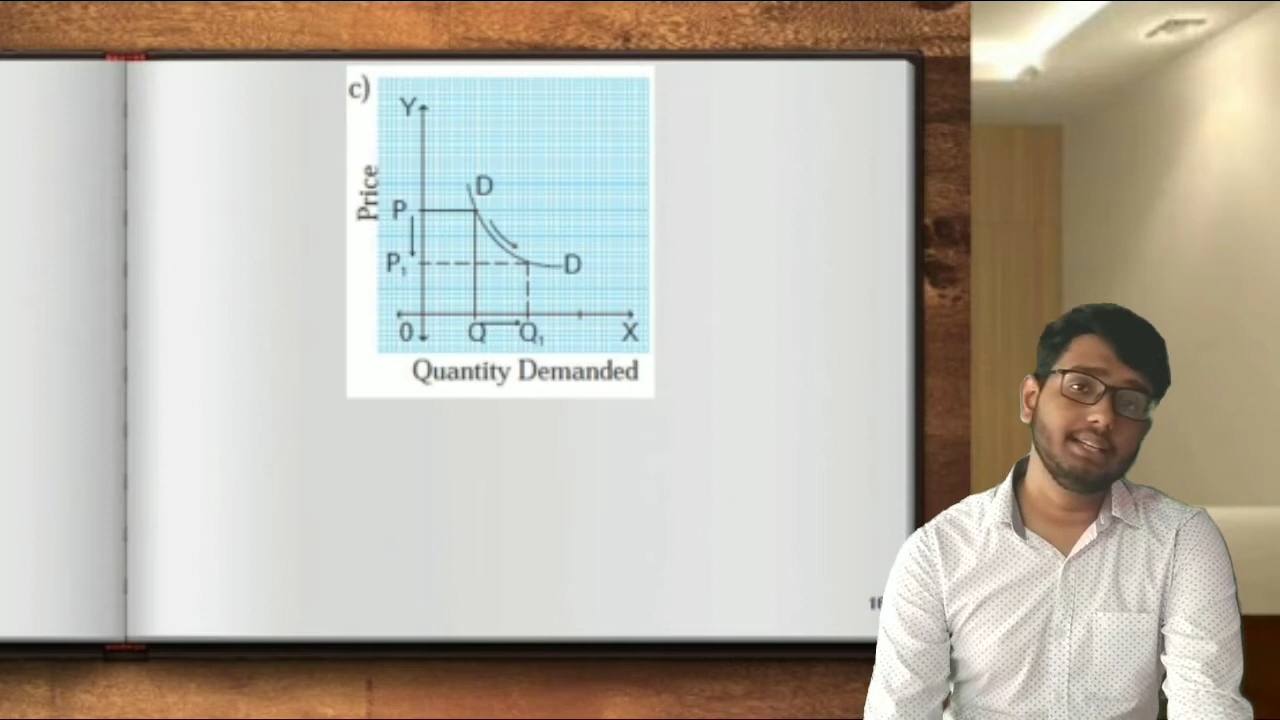 c)
Y
Price
D
P
P₁
D
0
Q
Q₁
X
Quantity Demanded